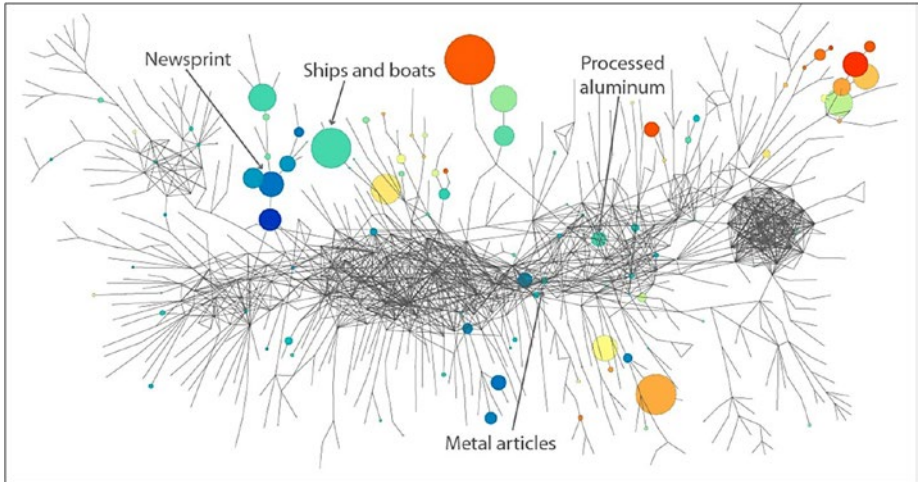 Newsprint
Ships and boats
Processed
aluminum
Metal articles